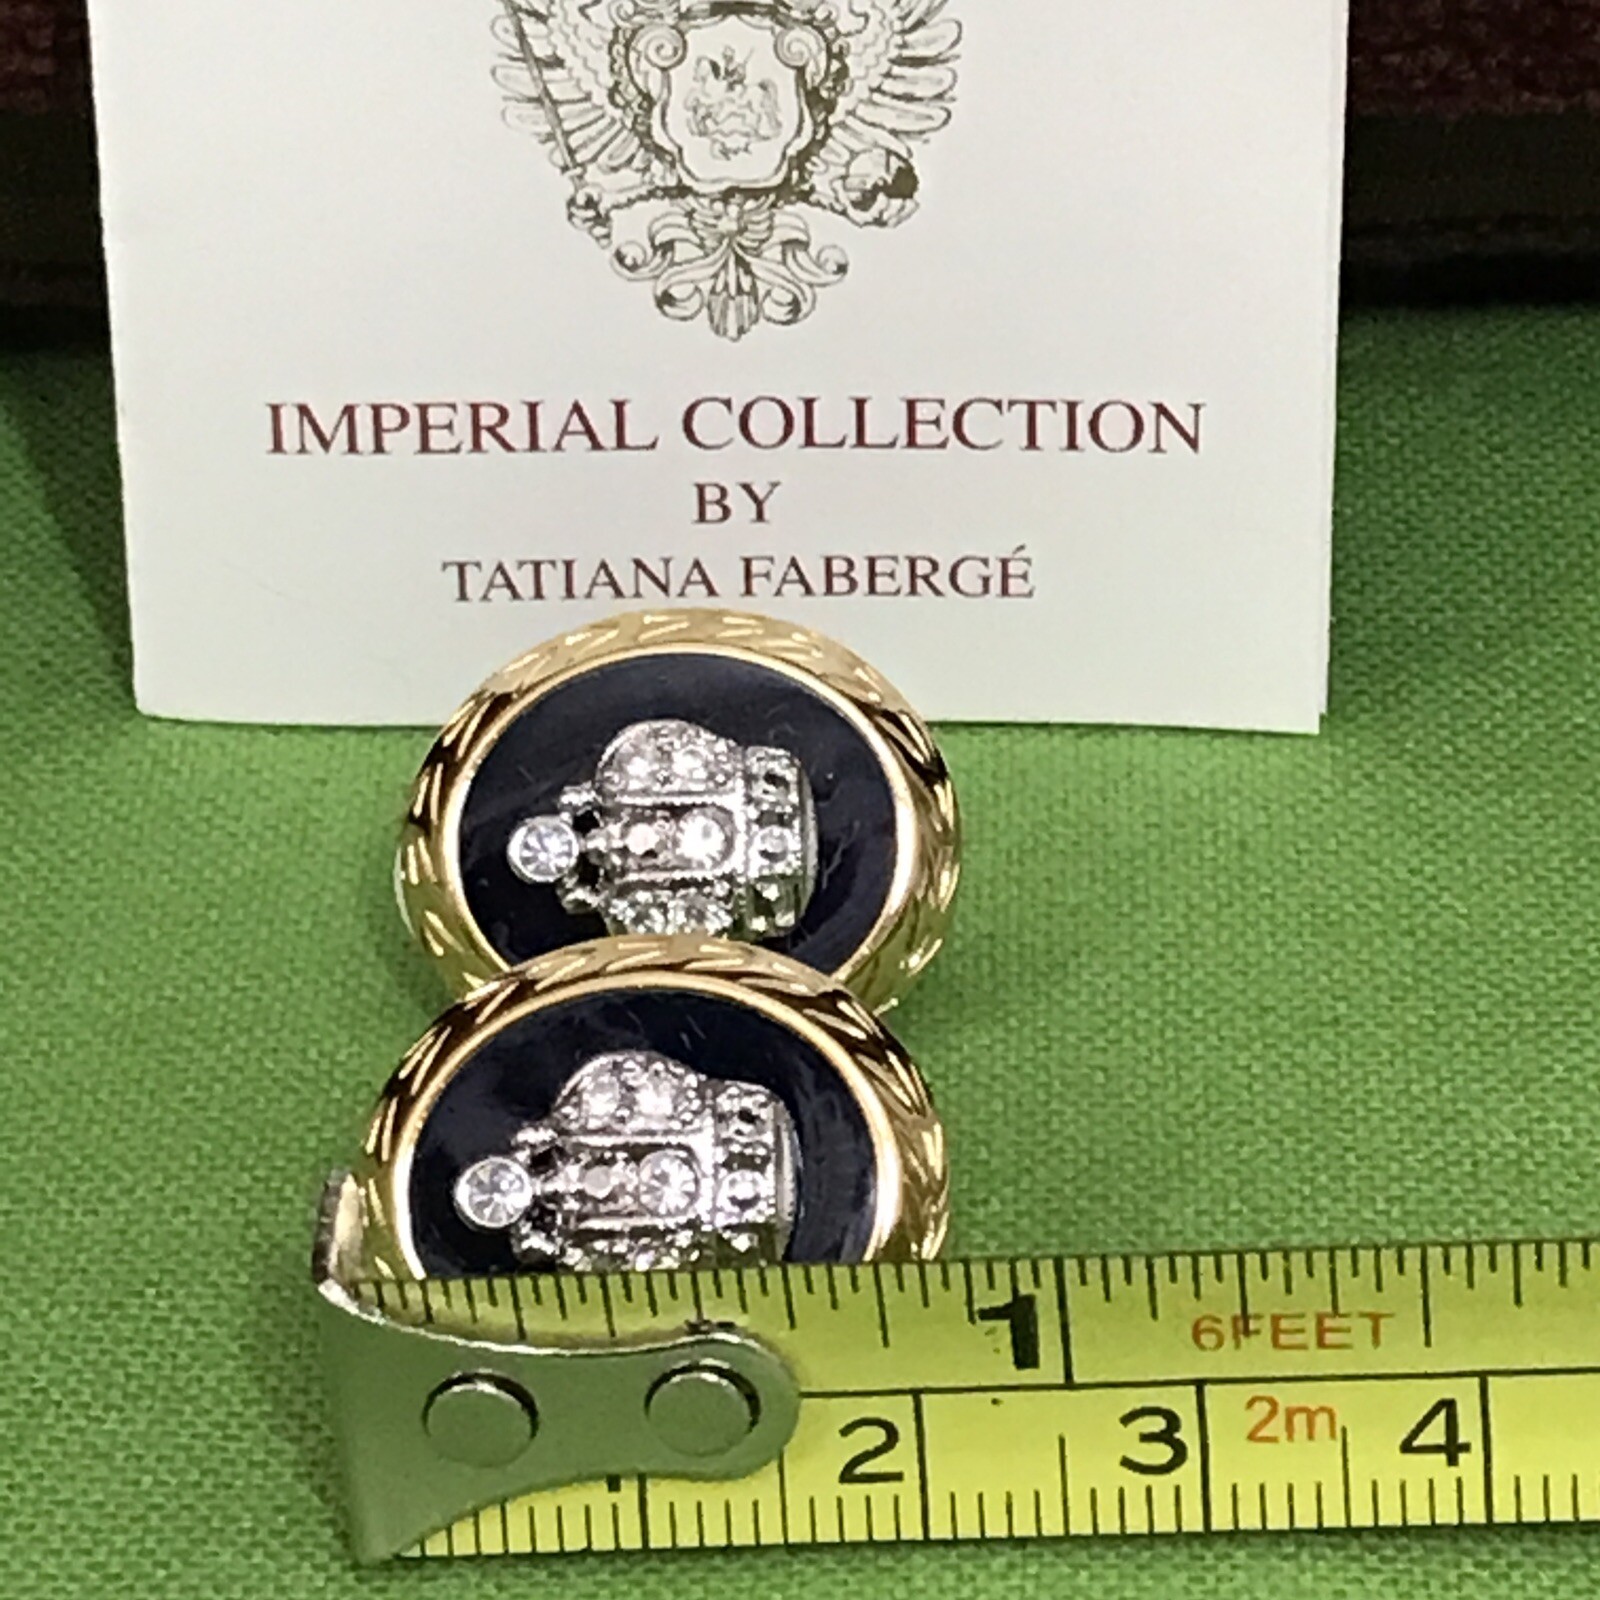 IMPERIAL COLLECTION
BY
TATIANA FABERGÉ
1 6FEET
2 3 2m 4